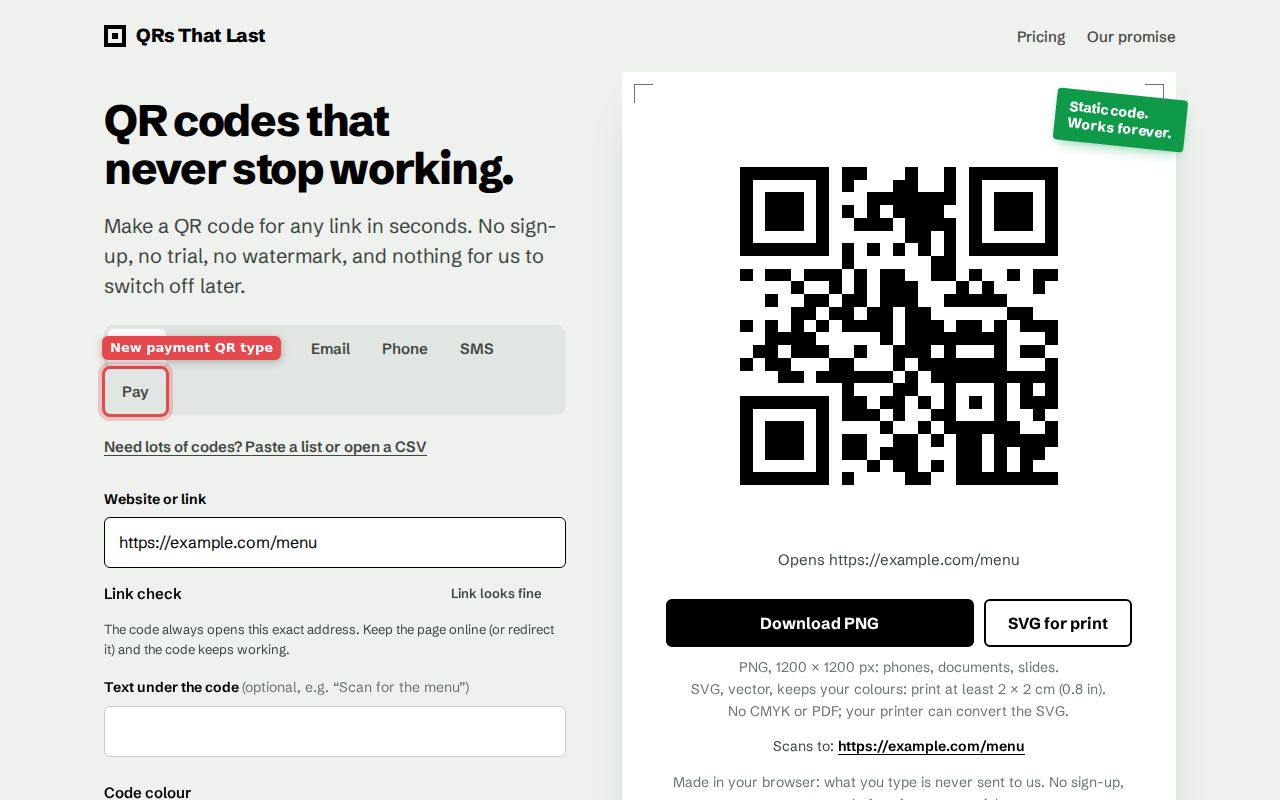 QRs That Last
Pricing
Our promise
QR codes that
never stop working.
Make a QR code for any link in seconds. No sign-
up, no trial, no watermark, and nothing for us to
switch off later.
New payment QR type
Email
Phone
SMS
Pay
Need lots of codes? Paste a list or open a CSV
Website or link
https://example.com/menu
Link check
Link looks fine
The code always opens this exact address. Keep the page online (or redirect
it) and the code keeps working.
Text under the code (optional, e.g. “Scan for the menu”)
Code colour
Static code.
Works forever.
Opens https://example.com/menu
Download PNG
SVG for print
PNG, 1200 × 1200 px: phones, documents, slides.
SVG, vector, keeps your colours: print at least 2 × 2 cm (0.8 in).
No CMYK or PDF; your printer can convert the SVG.
Scans to: https://example.com/menu
Made in your browser: what you type is never sent to us. No sign-up,